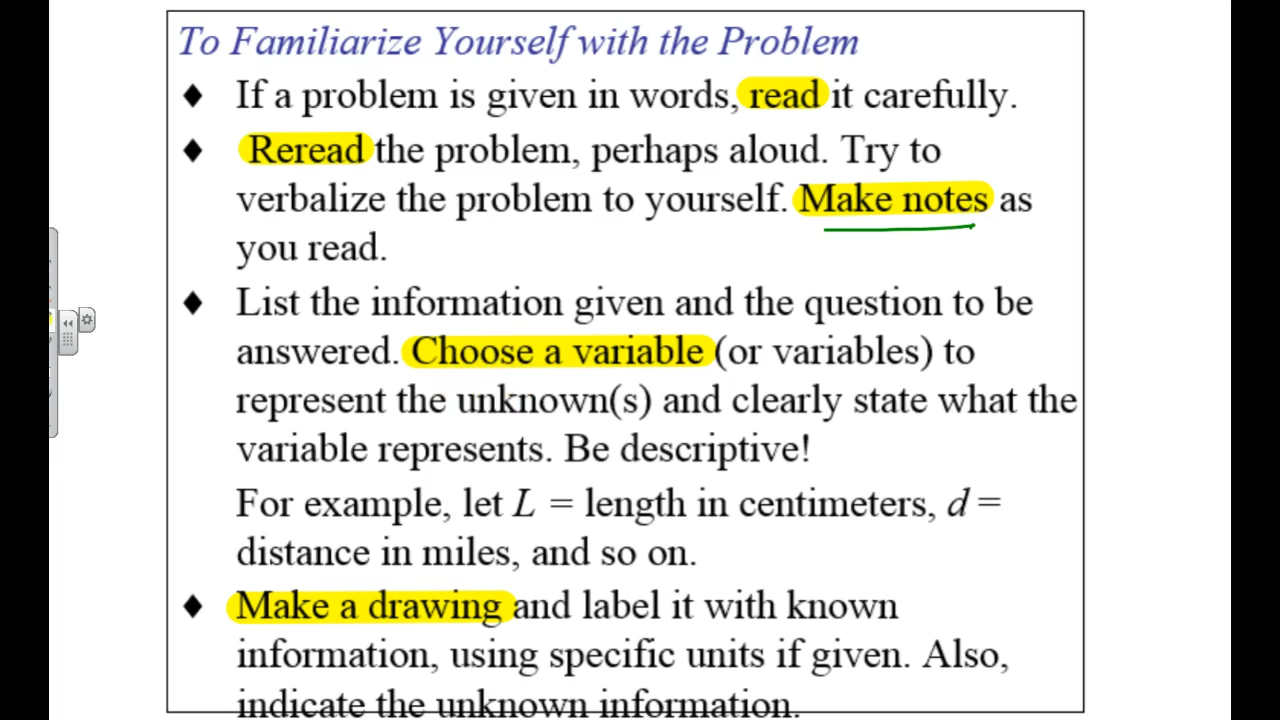 To Familiarize Yourself with the Problem
♦ If a problem is given in words, read it carefully.
♦ Reread the problem, perhaps aloud. Try to
verbalize the problem to yourself. Make notes as
you read.
♦ List the information given and the question to be
answered. Choose a variable (or variables) to
represent the unknown(s) and clearly state what the
variable represents. Be descriptive!
For example, let L = length in centimeters, d =
distance in miles, and so on.
♦ Make a drawing and label it with known
information, using specific units if given. Also,
indicate the unknown information.